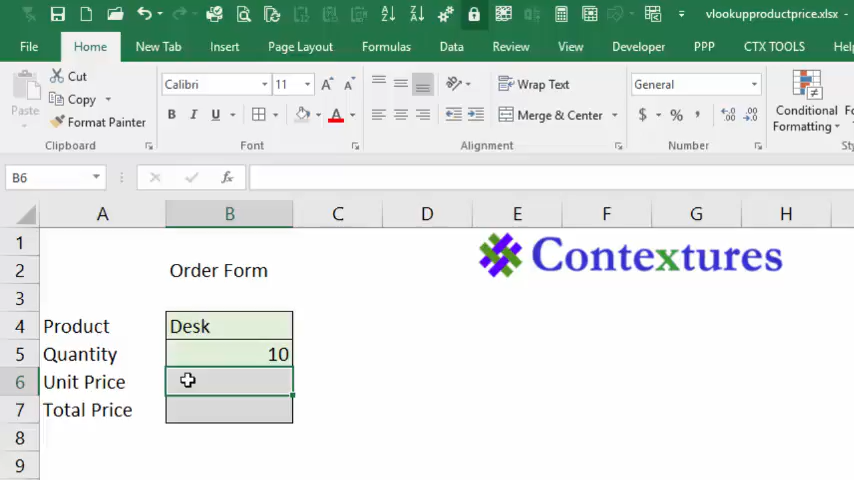 vlookupproductprice.xlsx -
File Home New Tab Insert Page Layout Formulas Data Review View Developer PPP CTX TOOLS
Paste
Cut
Copy
Format Painter
Clipboard
Calibri 11
B I U A
Font
Wrap Text
Merge & Center
Alignment
General
$ % ,
Number
Conditional
Formatting
B6 fx
A B C D E F G H
1
2 Order Form
Contextures
3
4 Product Desk
5 Quantity 10
6 Unit Price
7 Total Price
8
9